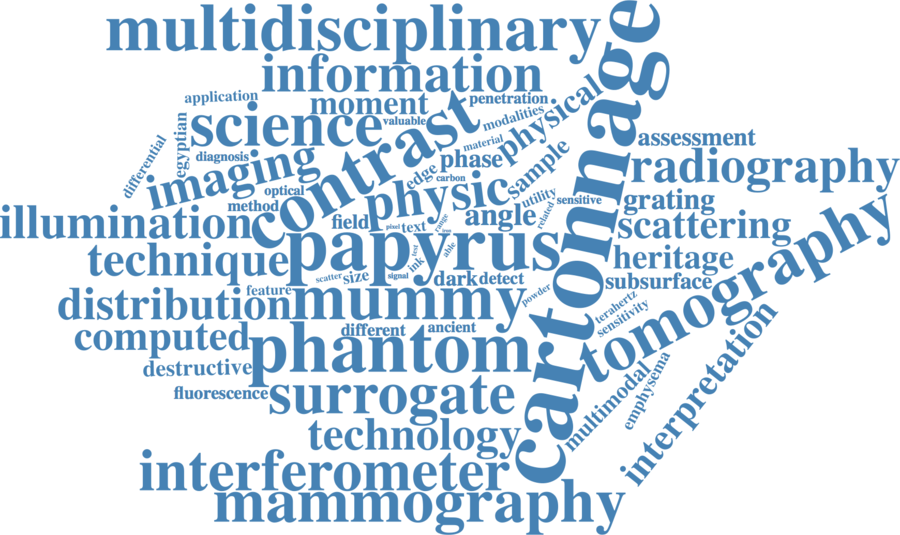 multidisciplinary
cartonnage
information
application
moment
penetration
physical
science
valuable
modalities
contrast
egyptian
differential
diagnosis
imaging
material
phase
edge
carbon
sample
assessment
radiography
optical
method
physic
utility
sensitive
grating
illumination
field
pixel
text
range
angle
related
scattering
papyrus
technique
able
text
ink
heritage
scatter
size
signal
dark
detect
subsurface
tomography
feature
distribution
mummy
powder
terahertz
sensitivity
computed
different
ancient
phantom
destructive
interpretation
multimodal
emphysema
fluorescence
surrogate
technology
interferometer
mammography